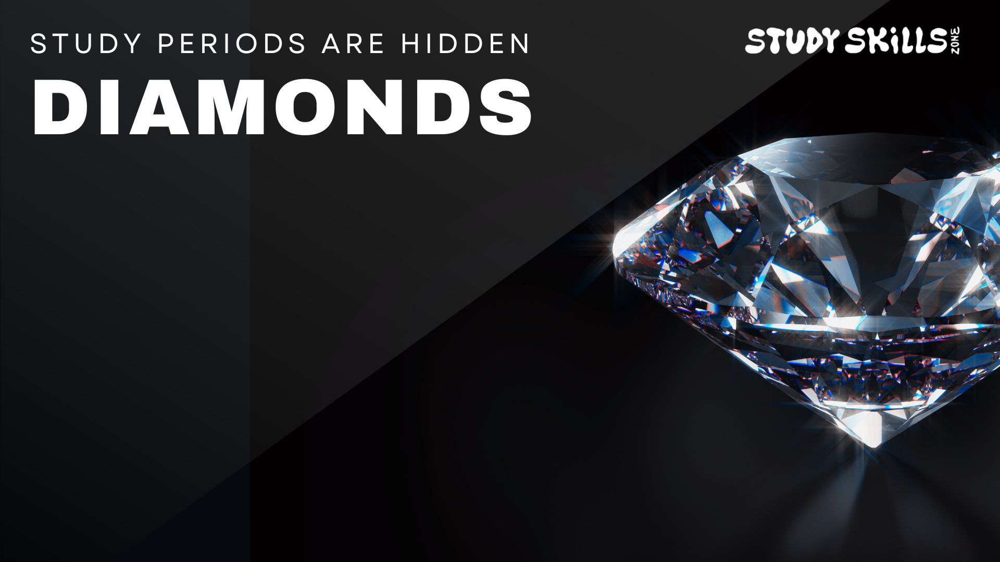 STUDY PERIODS ARE HIDDEN
DIAMONDS
STUDY SKiLLS ZONE